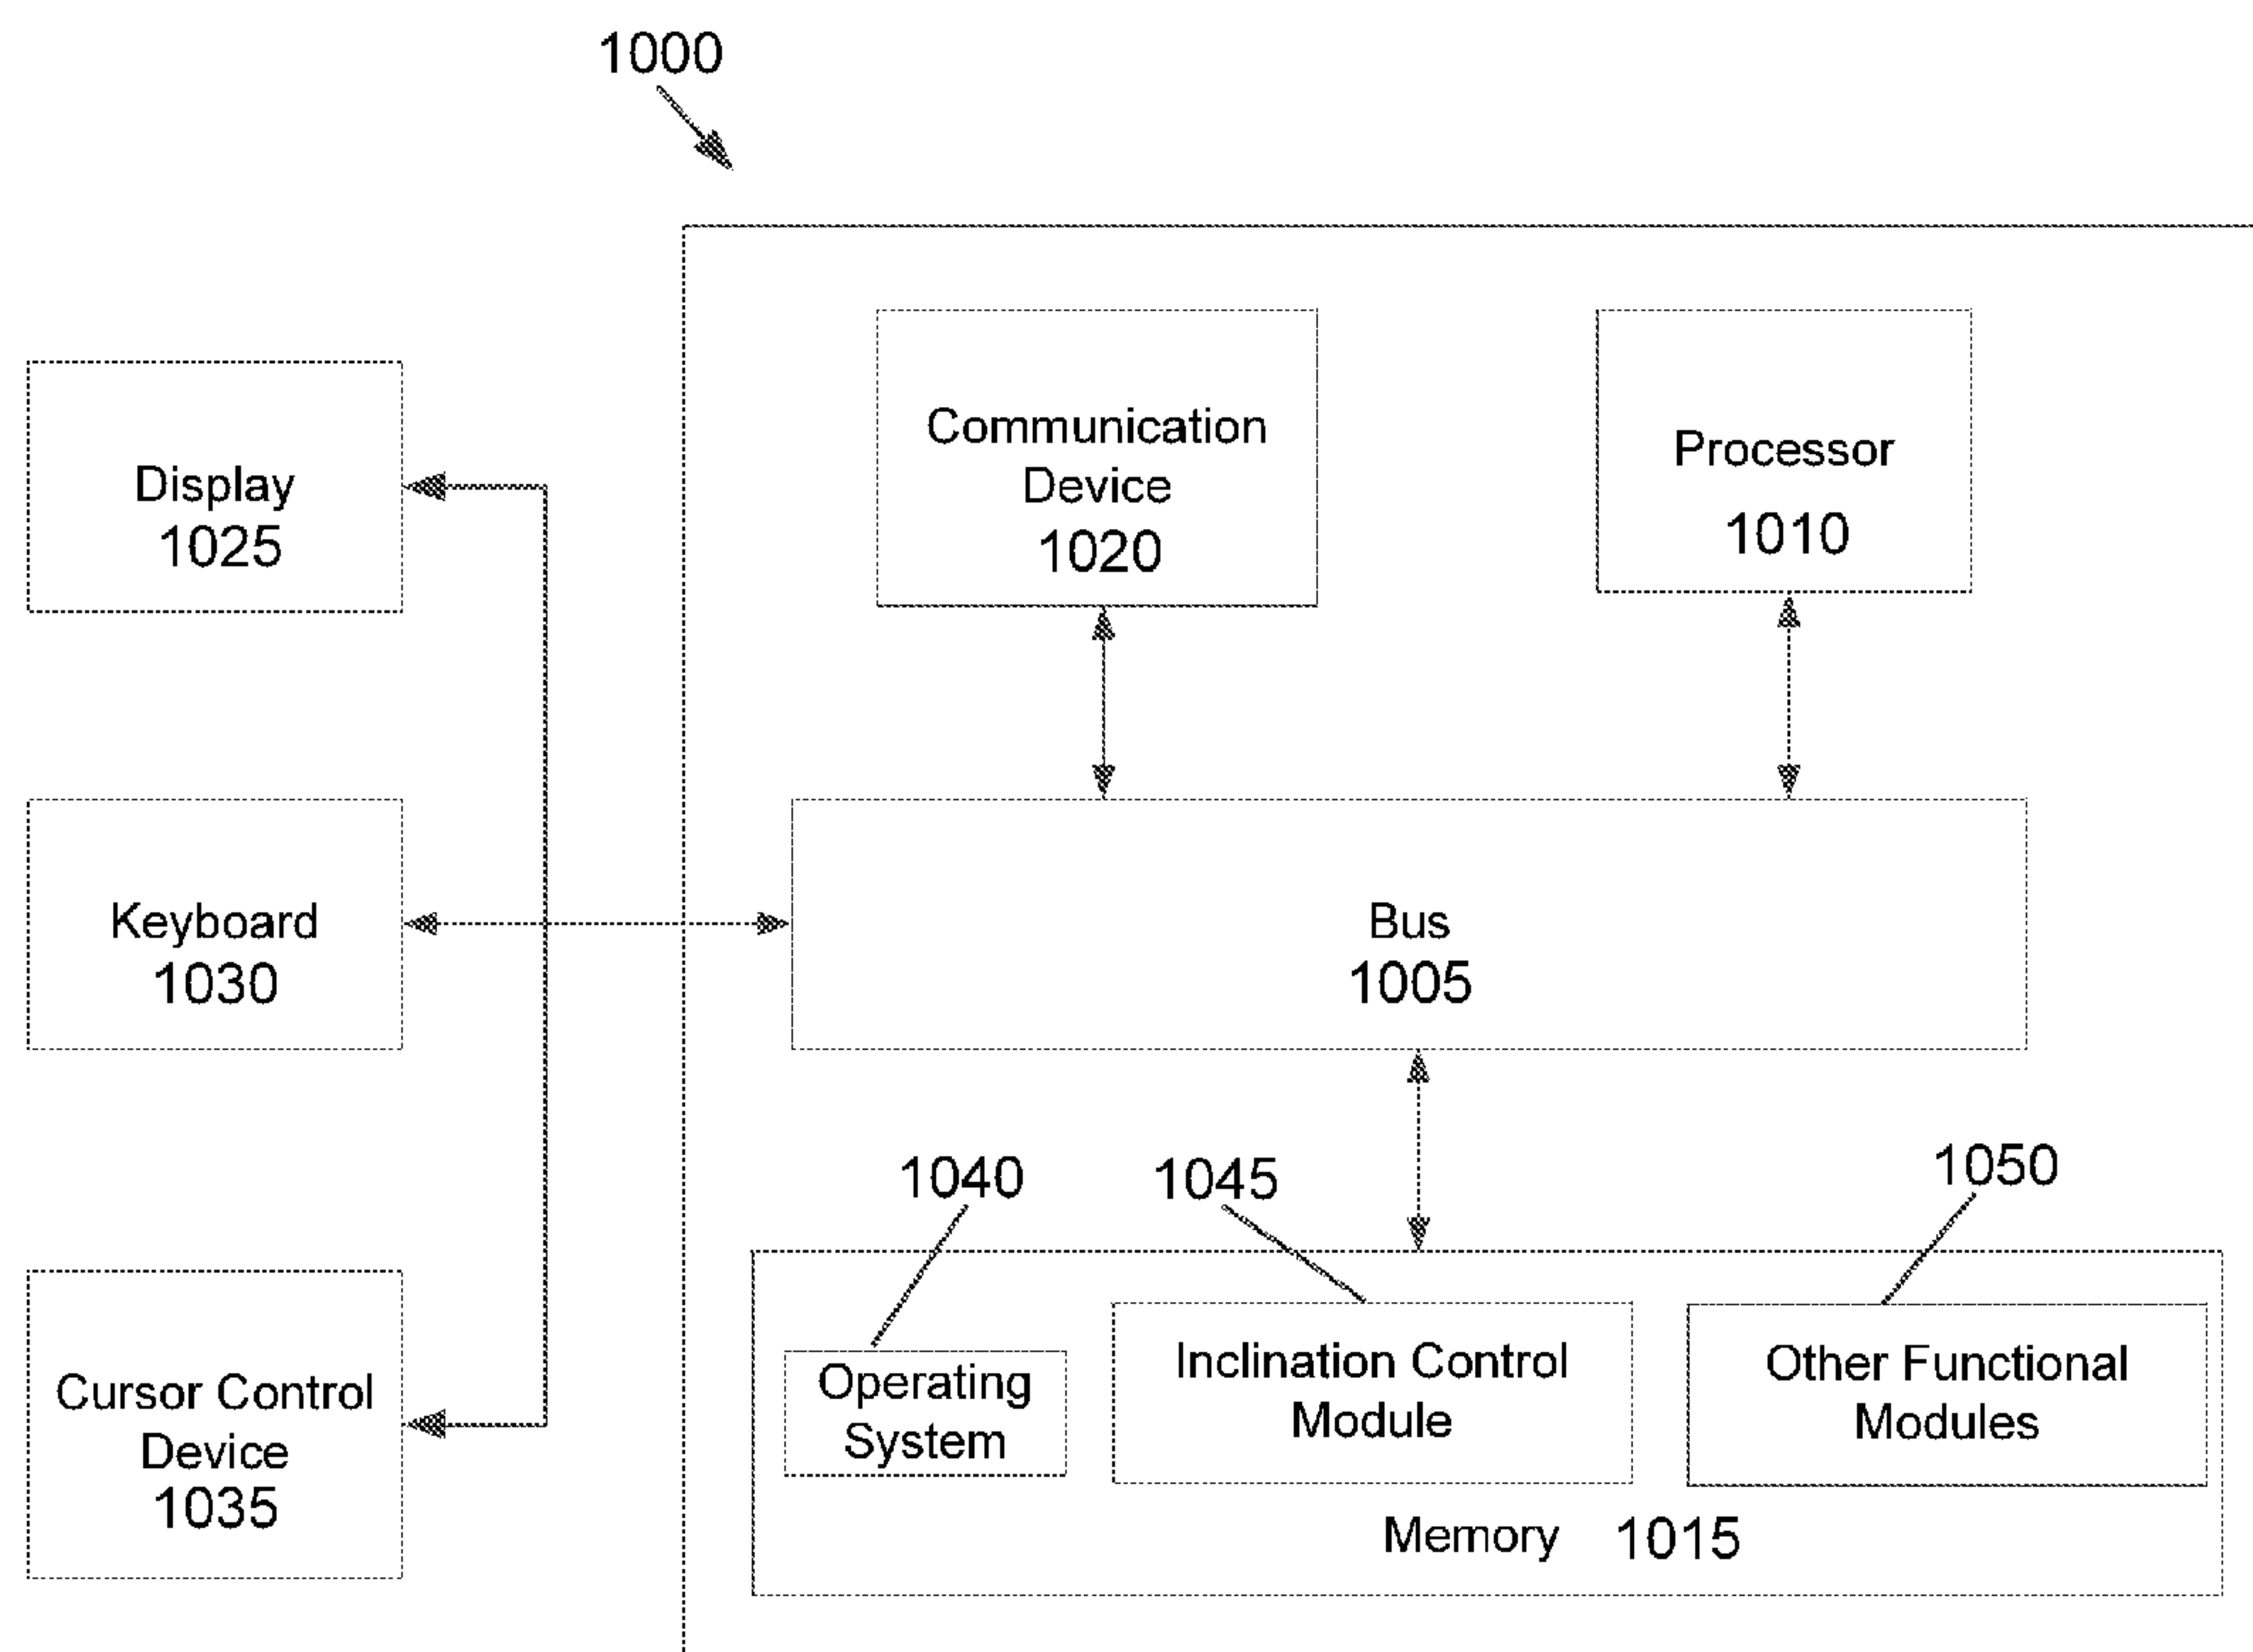 1000
Communication
Device
1020
Processor
1010
Display
1025
Keyboard
1030
Bus
1005
Cursor Control
Device
1035
1040
1045
1050
Operating
System
Inclination Control
Module
Other Functional
Modules
Memory 1015